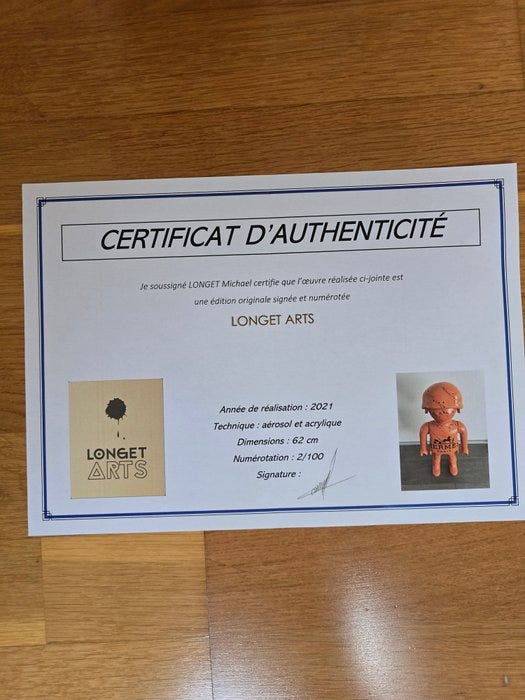 CERTIFICAT D'AUTHENTICITÉ
Je soussigné LONGET Michael certifie que l'œuvre réalisée ci-jointe est
une édition originale signée et numérotée
LONGET ARTS
Année de réalisation : 2021
Technique : aérosol et acrylique
Dimensions : 62 cm
Numérotation : 2/100
Signature :
LONGET
ARTS
HERMES